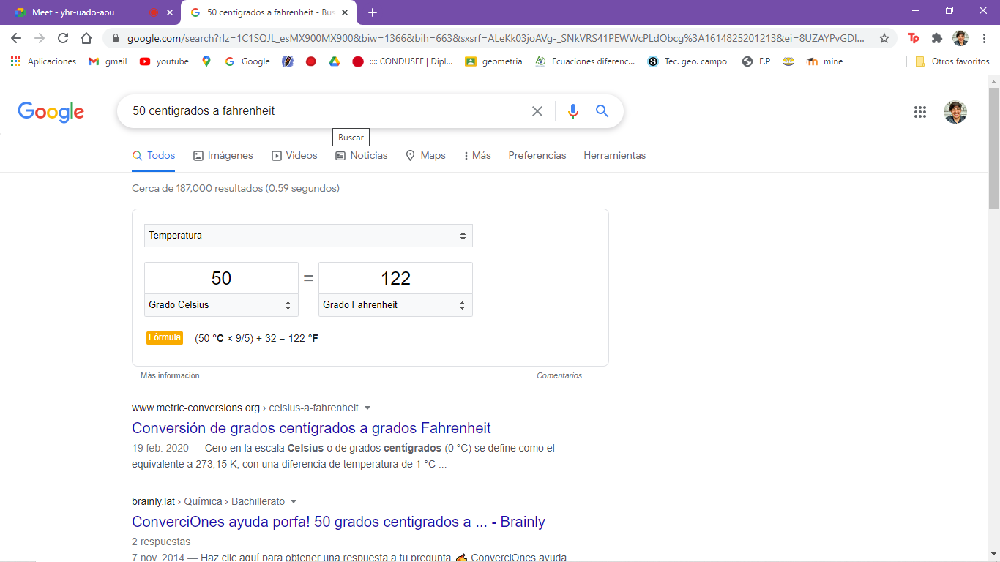 Meet - yhr-uado-aou
50 centigrados a fahrenheit - Bus
google.com/search?rlz=1C1SQJL_esMX900MX900&biw=1366&bih=663&sxsrf=ALeKk03joAVg-_SNkVRS41PEWWcPLdObcg%3A1614825201213&ei=8UZAYPvGDI...
Tp
Aplicaciones gmail youtube Google :::: CONDUSEF | Dipl... geometria Ecuaciones diferenc... Tec. geo. campo F.P mine Otros favoritos
Google
50 centigrados a fahrenheit
Buscar
Todos Imágenes Videos Noticias Maps Más Preferencias Herramientas
Cerca de 187,000 resultados (0.59 segundos)
Temperatura
50 = 122
Grado Celsius Grado Fahrenheit
Fórmula (50 °C × 9/5) + 32 = 122 °F
Más información Comentarios
www.metric-conversions.org › celsius-a-fahrenheit
Conversión de grados centígrados a grados Fahrenheit
19 feb. 2020 — Cero en la escala Celsius o de grados centígrados (0 °C) se define como el
equivalente a 273,15 K, con una diferencia de temperatura de 1 °C ...
brainly.lat › Química › Bachillerato
ConverciOnes ayuda porfa! 50 grados centigrados a ... - Brainly
2 respuestas
7 nov. 2014 — Haz clic aquí para obtener una respuesta a tu pregunta ConverciOnes ayuda